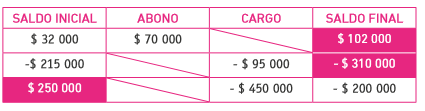 SALDO INICIAL ABONO CARGO SALDO FINAL
$ 32 000 $ 70 000 $ 102 000
-$ 215 000 - $ 95 000 - $ 310 000
$ 250 000 - $ 450 000 - $ 200 000